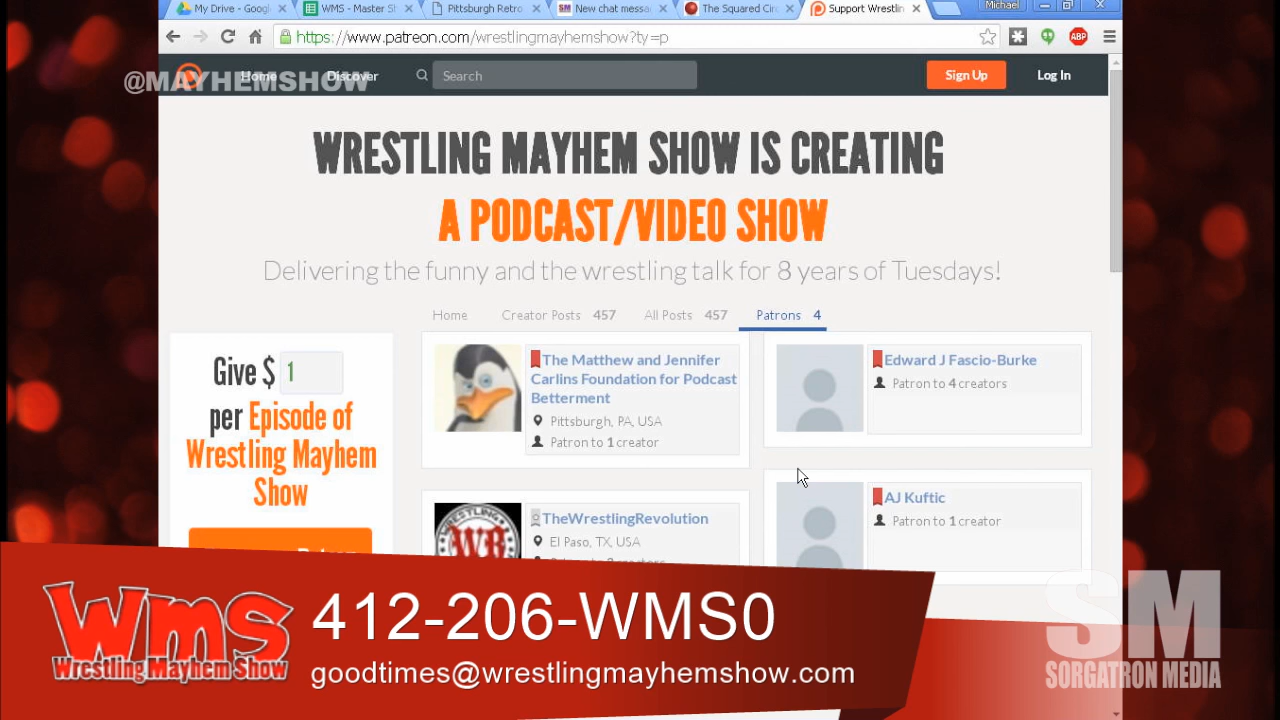 My Drive - Googl
WMS - Master S
Pittsburgh Retro
New chat messa
The Squared Circ
Support Wrestlin
Michael
https://www.patreon.com/wrestlingmayhemshow?ty=p
ABP
@MAYHEMSHOW
Home
Discover
Search
Sign Up
Log In
WRESTLING MAYHEM SHOW IS CREATING
A PODCAST/VIDEO SHOW
Delivering the funny and the wrestling talk for 8 years of Tuesdays!
Home
Creator Posts 457
All Posts 457
Patrons 4
Give $ 1
per Episode of
Wrestling Mayhem
Show
The Matthew and Jennifer
Carlins Foundation for Podcast
Betterment
Pittsburgh, PA, USA
Patron to 1 creator
Edward J Fascio-Burke
Patron to 4 creators
TheWrestlingRevolution
El Paso, TX, USA
AJ Kuftic
Patron to 1 creator
WRESTLING
WR
wms
Wrestling Mayhem Show
412-206-WMS0
goodtimes@wrestlingmayhemshow.com
SM
SORGATRON MEDIA